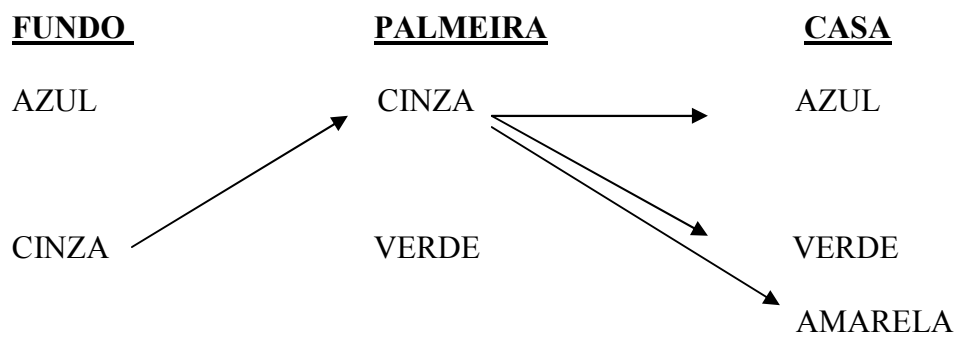 FUNDO PALMEIRA CASA
AZUL CINZA AZUL
CINZA VERDE VERDE
AMARELA